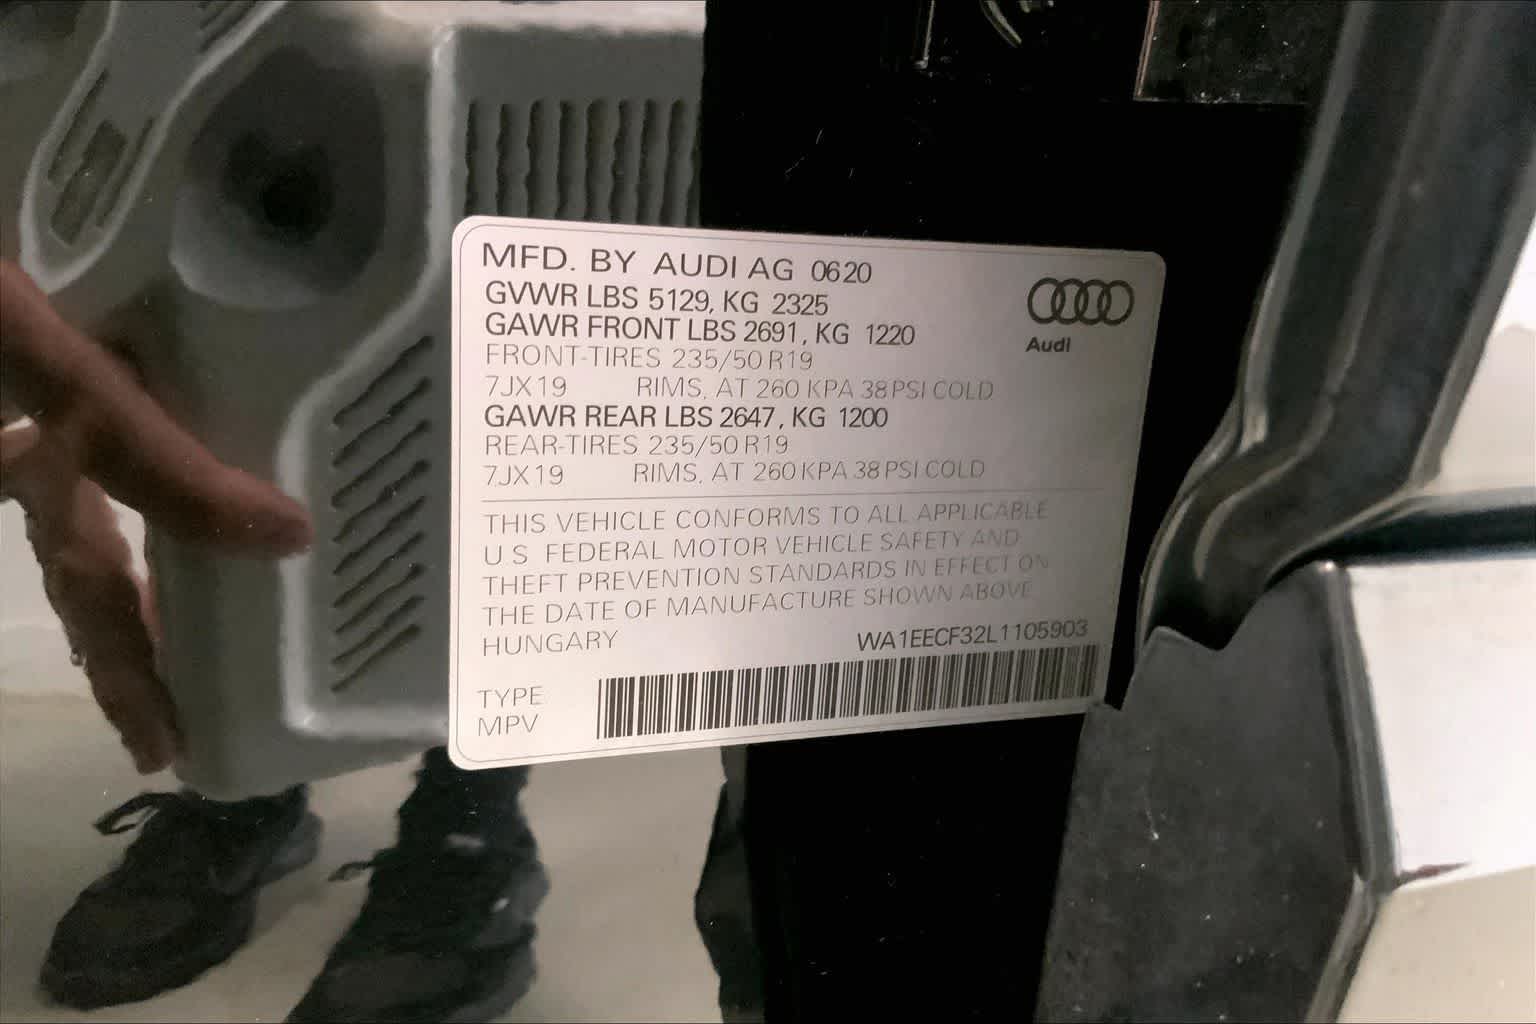 MFD. BY AUDI AG 0620
GVWR LBS 5129, KG 2325
GAWR FRONT LBS 2691, KG 1220
FRONT-TIRES 235/50 R19
7JX19 RIMS, AT 260 KPA 38 PSI COLD
GAWR REAR LBS 2647, KG 1200
REAR-TIRES 235/50 R19
7JX19 RIMS, AT 260 KPA 38 PSI COLD
Audi
THIS VEHICLE CONFORMS TO ALL APPLICABLE
U.S. FEDERAL MOTOR VEHICLE SAFETY AND
THEFT PREVENTION STANDARDS IN EFFECT ON
THE DATE OF MANUFACTURE SHOWN ABOVE.
HUNGARY WA1EECF32L1105903
TYPE
MPV